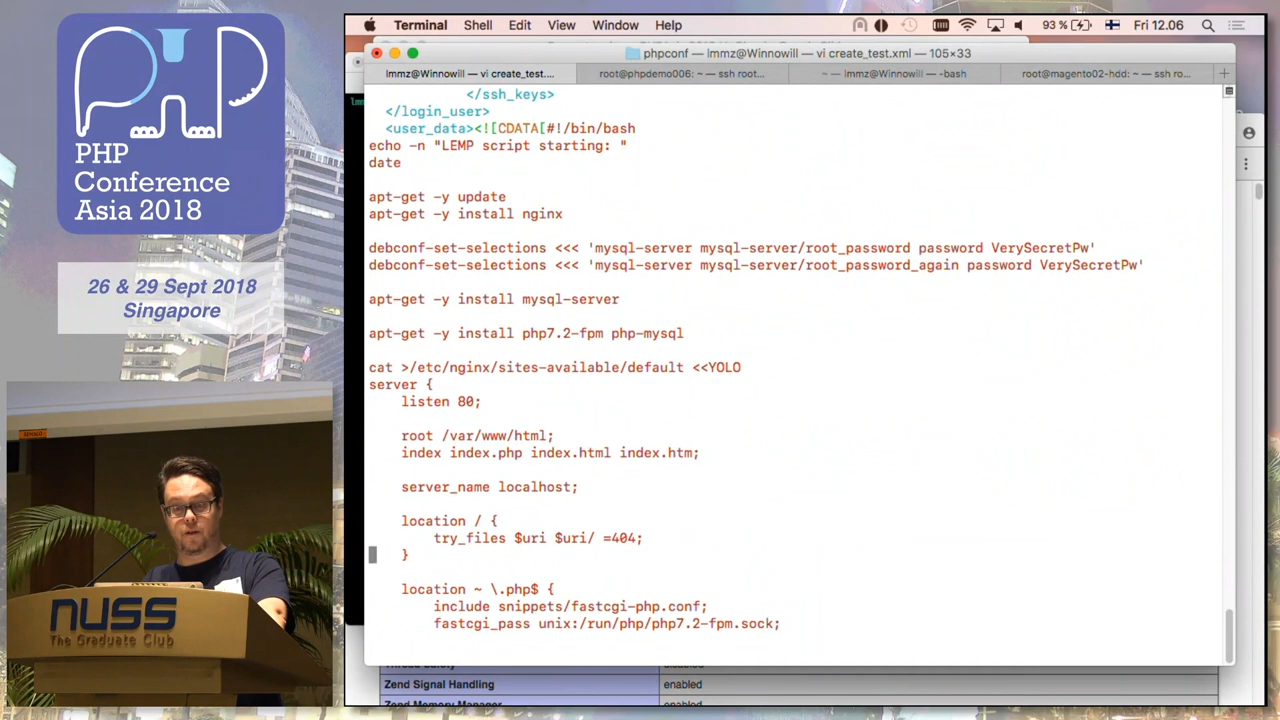 PHP
Conference
Asia 2018
26 & 29 Sept 2018
Singapore
NUSS
The Graduate Club
Terminal Shell Edit View Window Help
93 % Fri 12.06
phpconf — lmmz@Winnowill — vi create_test.xml — 105×33
lmmz@Winnowill — vi create_test....
root@phpdemo006: ~ — ssh root...
~ — lmmz@Winnowill — -bash
root@magento02-hdd: ~ — ssh ro...
</ssh_keys>
</login_user>
<user_data><![CDATA[#!/bin/bash
echo -n "LEMP script starting: "
date
apt-get -y update
apt-get -y install nginx
debconf-set-selections <<< 'mysql-server mysql-server/root_password password VerySecretPw'
debconf-set-selections <<< 'mysql-server mysql-server/root_password_again password VerySecretPw'
apt-get -y install mysql-server
apt-get -y install php7.2-fpm php-mysql
cat >/etc/nginx/sites-available/default <<YOLO
server {
listen 80;
root /var/www/html;
index index.php index.html index.htm;
server_name localhost;
location / {
try_files $uri $uri/ =404;
}
location ~ \.php$ {
include snippets/fastcgi-php.conf;
fastcgi_pass unix:/run/php/php7.2-fpm.sock;
Zend Signal Handling enabled
Zend Memory Manager enabled